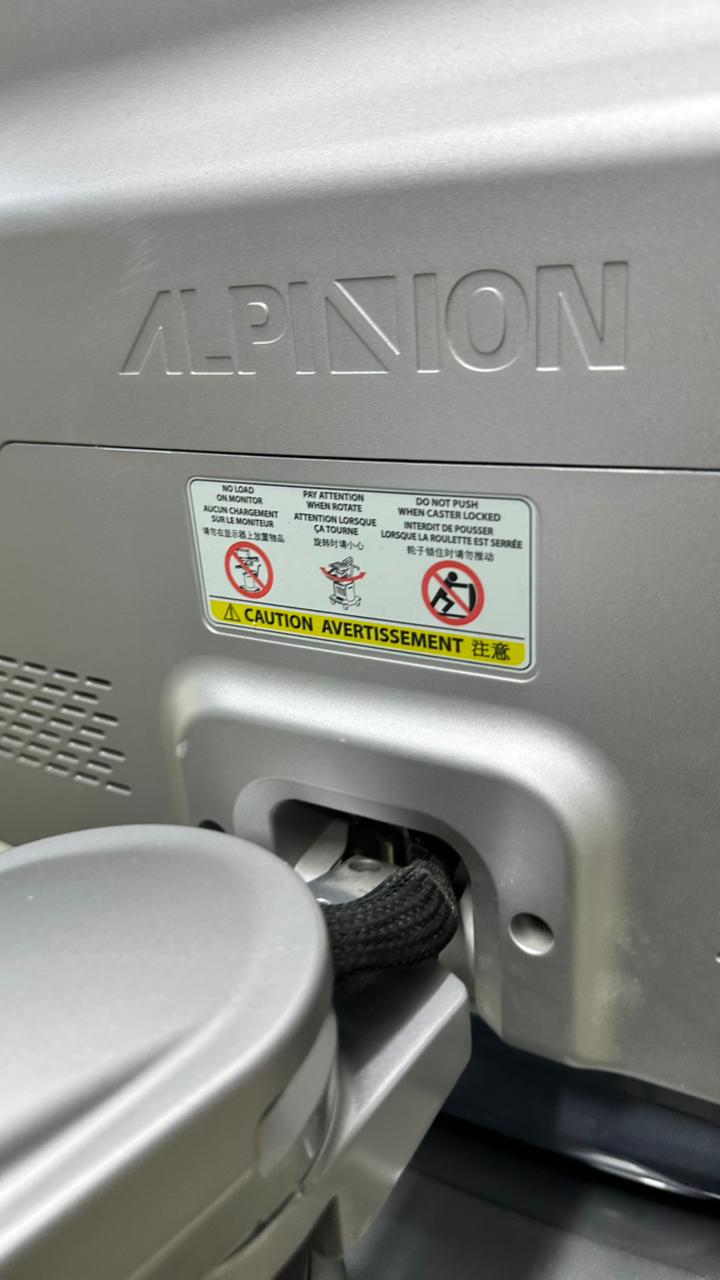 ALPINION
NO LOAD
ON MONITOR
AUCUN CHARGEMENT
SUR LE MONITEUR
请勿在显示器上放置物品
PAY ATTENTION
WHEN ROTATE
ATTENTION LORSQUE
ÇA TOURNE
旋转时请小心
DO NOT PUSH
WHEN CASTER LOCKED
INTERDIT DE POUSSER
LORSQUE LA ROULETTE EST SERRÉE
轮子锁住时请勿推动
CAUTION AVERTISSEMENT 注意